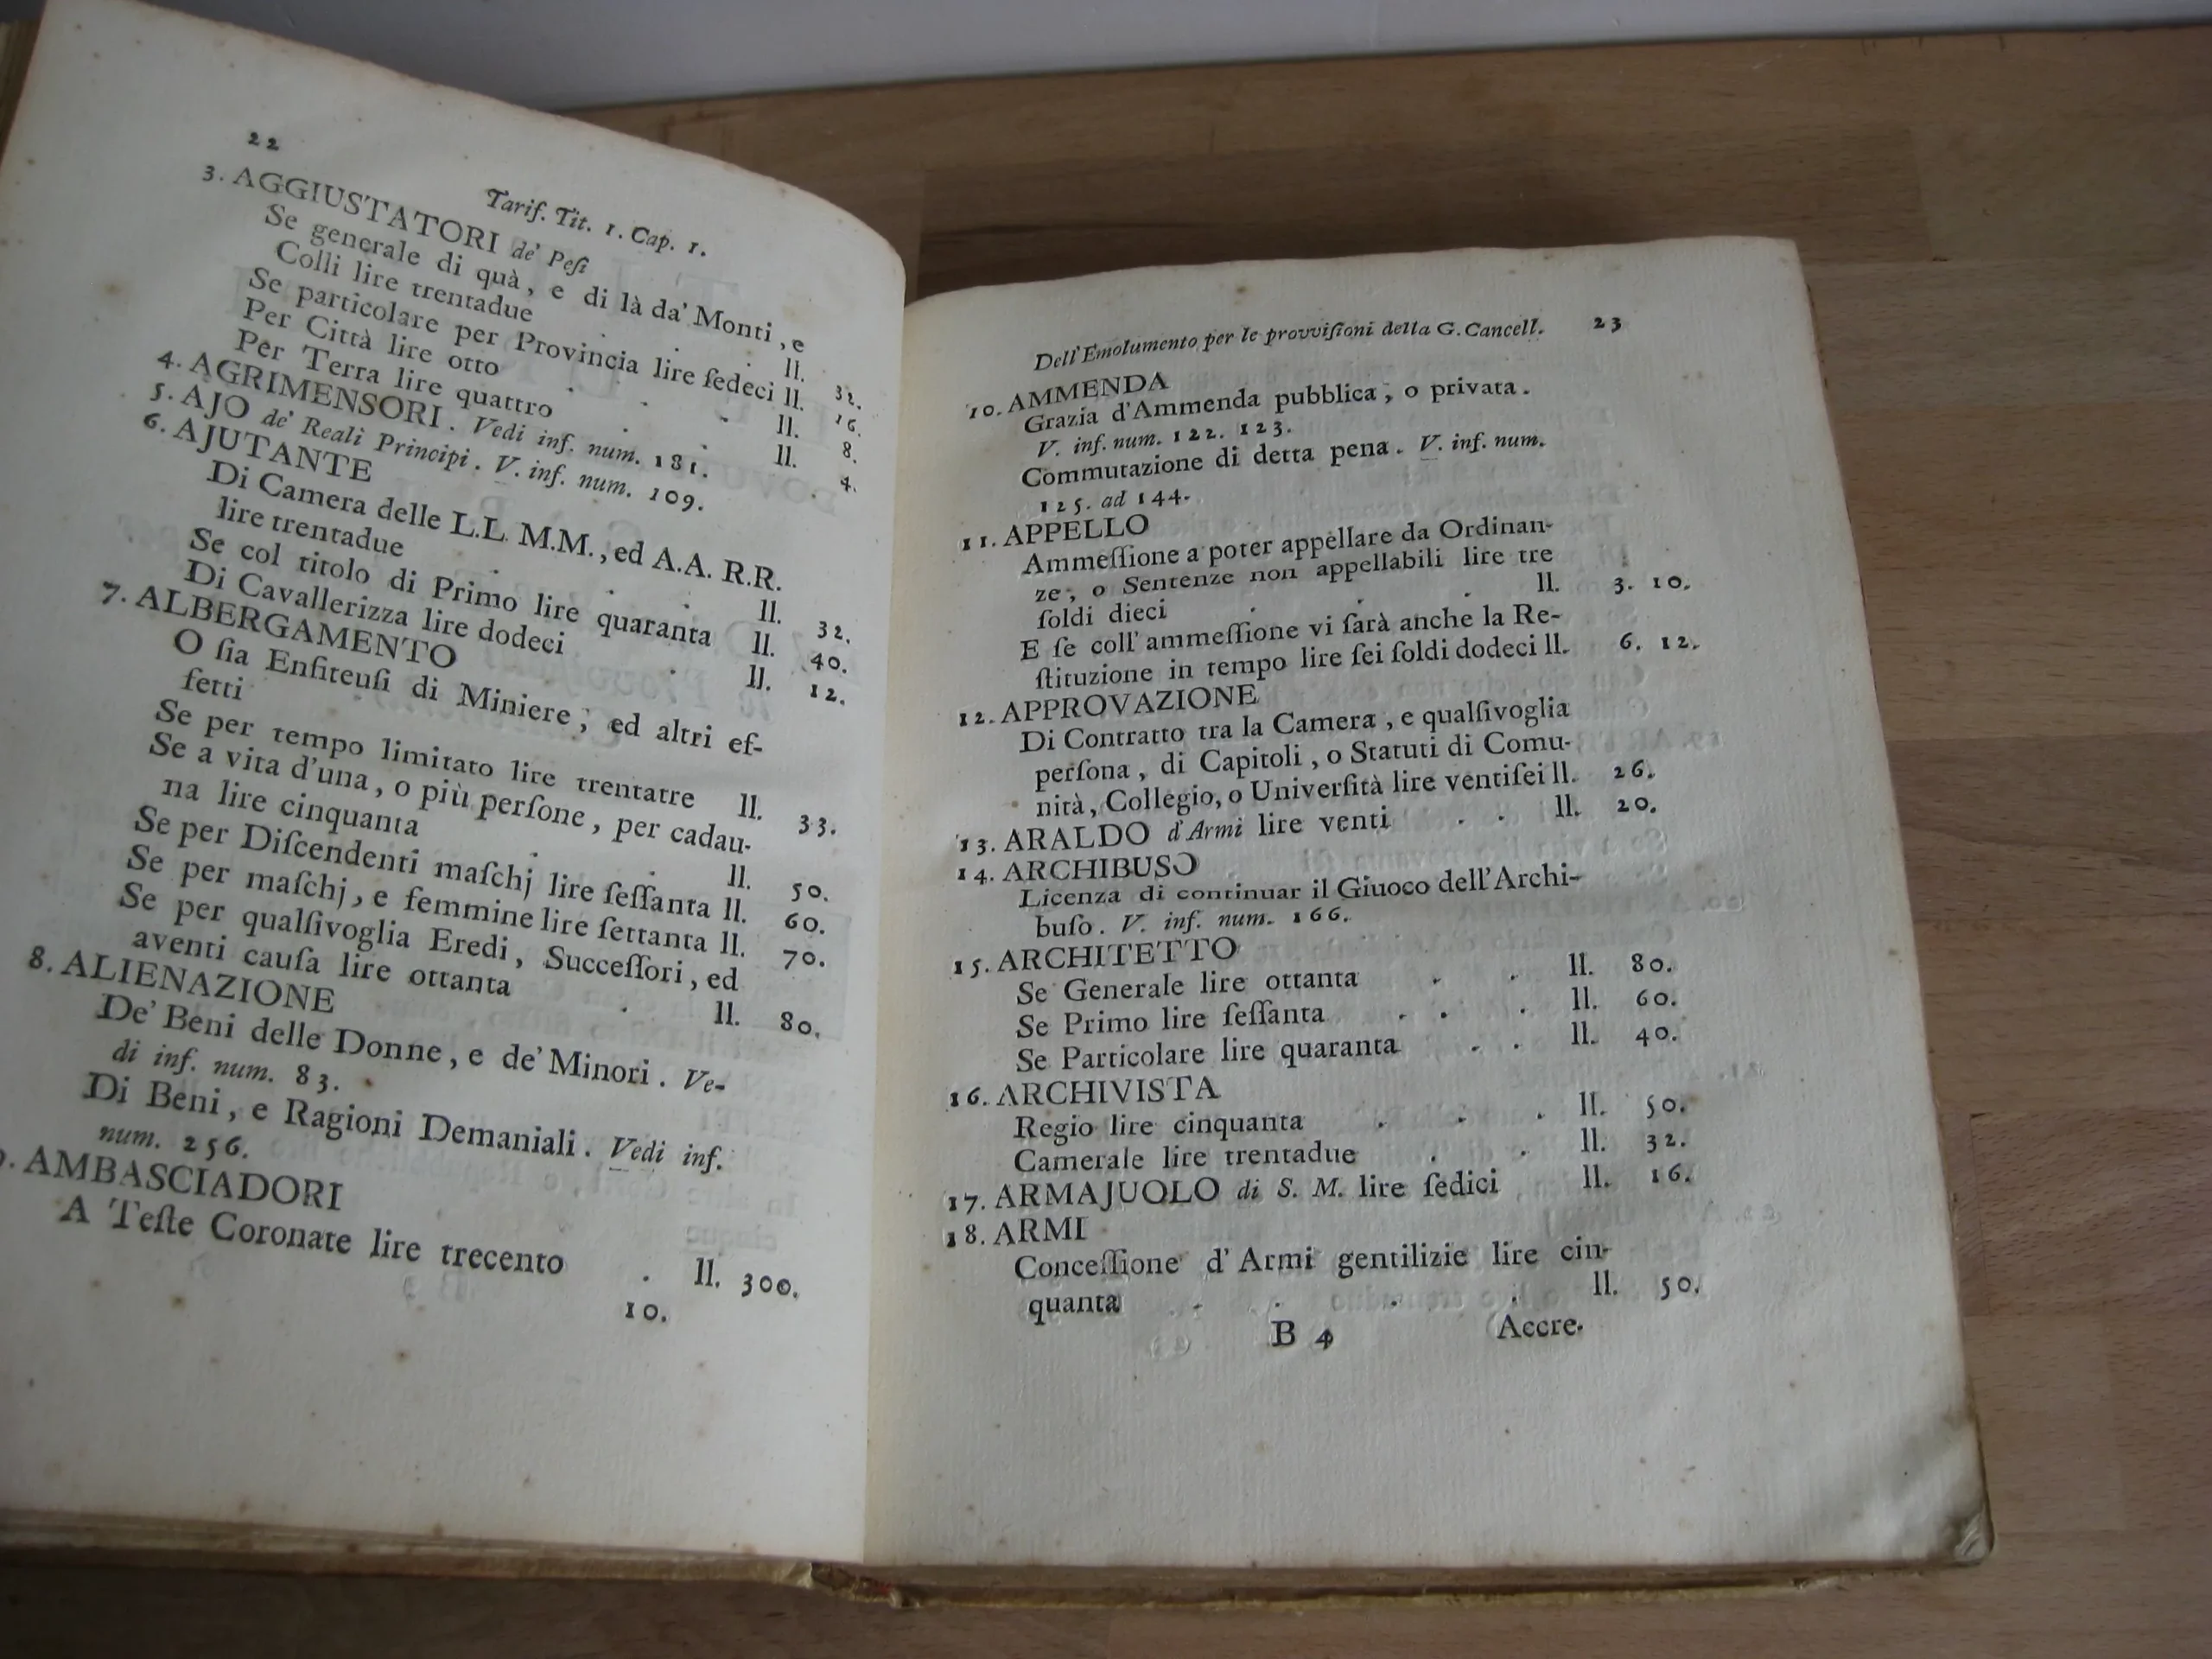 22
Tarif. Tit. 1. Cap. 1.
3. AGGIUSTATORI de' Peſi
Se generale di quà, e di là da' Monti, e
Colli lire trentadue . . ll. 32.
Se particolare per Provincia lire ſedeci ll. 16.
Per Città lire otto . . ll. 8.
Per Terra lire quattro . . ll. 4.
4. AGRIMENSORI. Vedi inf. num. 181.
5. AJO de' Reali Principi. V. inf. num. 109.
6. AJUTANTE
Di Camera delle L.L. M.M., ed A.A. R.R.
lire trentadue . . . ll. 32.
Se col titolo di Primo lire quaranta ll. 40.
Di Cavallerizza lire dodeci . ll. 12.
7. ALBERGAMENTO
O ſia Enfiteuſi di Miniere, ed altri ef-
fetti
Se per tempo limitato lire trentatre ll. 33.
Se a vita d'una, o più perſone, per cadau-
na lire cinquanta . . ll. 50.
Se per Diſcendenti maſchj lire ſeſſanta ll. 60.
Se per maſchj, e femmine lire ſettanta ll. 70.
Se per qualſivoglia Eredi, Succeſſori, ed
aventi cauſa lire ottanta . ll. 80.
8. ALIENAZIONE
De' Beni delle Donne, e de' Minori. Ve-
di inf. num. 83.
Di Beni, e Ragioni Demaniali. Vedi inf.
num. 256.
. AMBASCIADORI
A Teſte Coronate lire trecento . ll. 300.
10.
Dell'Emolumento per le provviſioni della G. Cancell. 23
10. AMMENDA
Grazia d'Ammenda pubblica, o privata.
V. inf. num. 122. 123.
Commutazione di detta pena. V. inf. num.
125. ad 144.
11. APPELLO
Ammeſſione a poter appellare da Ordinan-
ze, o Sentenze non appellabili lire tre
ſoldi dieci . . . ll. 3. 10.
E ſe coll' ammeſſione vi ſarà anche la Re-
ſtituzione in tempo lire ſei ſoldi dodeci ll. 6. 12.
12. APPROVAZIONE
Di Contratto tra la Camera, e qualſivoglia
perſona, di Capitoli, o Statuti di Comu-
nità, Collegio, o Univerſità lire ventiſei ll. 26.
13. ARALDO d'Armi lire venti . . ll. 20.
14. ARCHIBUSO
Licenza di continuar il Giuoco dell'Archi-
buſo. V. inf. num. 166.
15. ARCHITETTO
Se Generale lire ottanta . . ll. 80.
Se Primo lire ſeſſanta . . . ll. 60.
Se Particolare lire quaranta . . ll. 40.
16. ARCHIVISTA
Regio lire cinquanta . . . ll. 50.
Camerale lire trentadue . . ll. 32.
17. ARMAJUOLO di S. M. lire ſedici ll. 16.
18. ARMI
Conceſſione d' Armi gentilizie lire cin-
quanta . . . . ll. 50.
B 4 Accre-